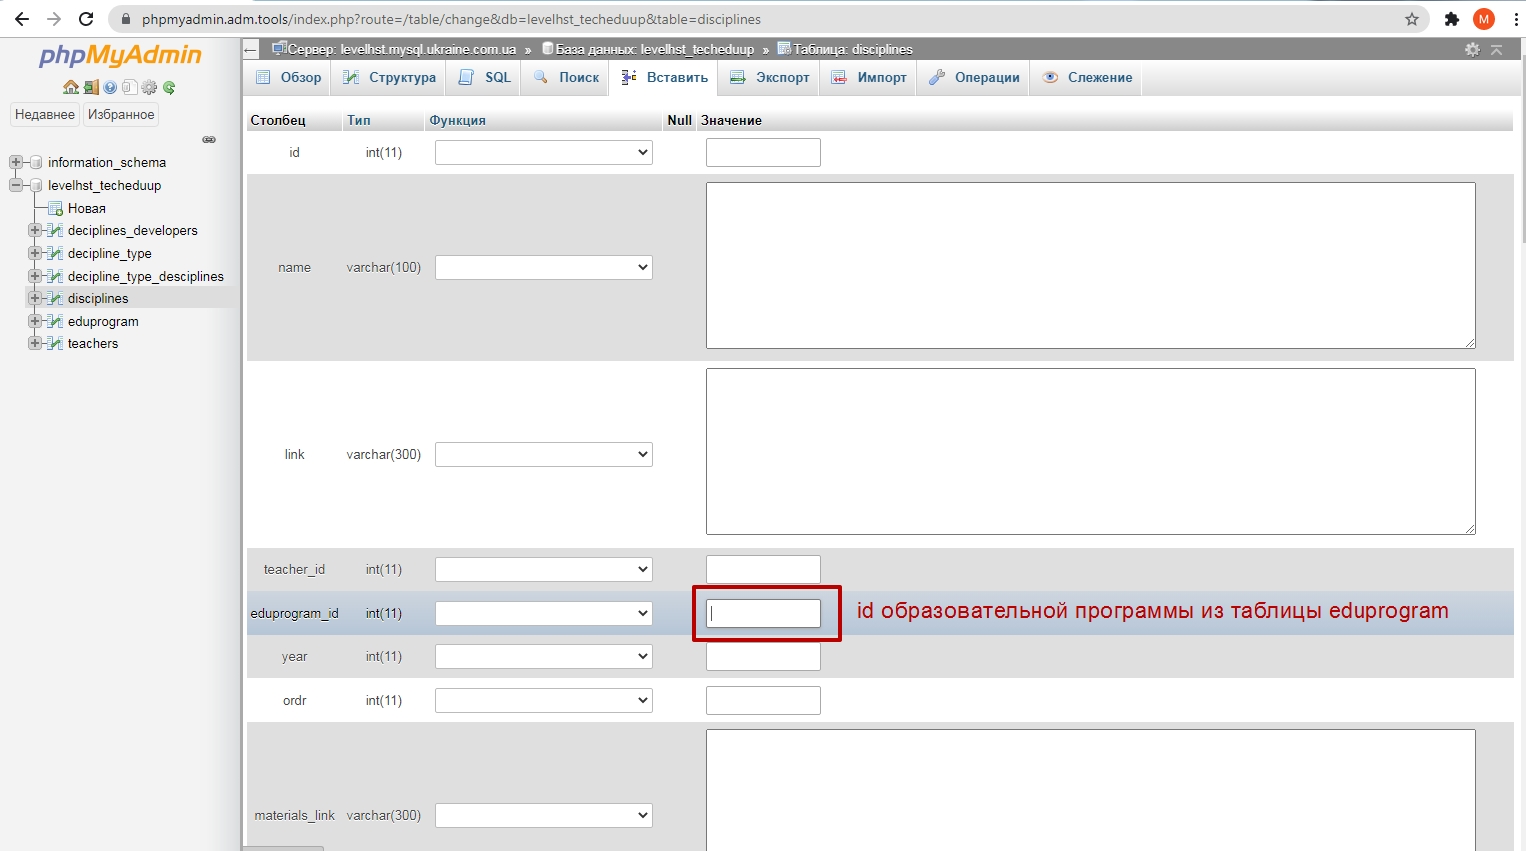 phpmyadmin.adm.tools/index.php?route=/table/change&db=levelhst_techeduup&table=disciplines
M
phpMyAdmin
Недавнее Избранное
information_schema
levelhst_techeduup
Новая
deciplines_developers
decipline_type
decipline_type_desciplines
disciplines
eduprogram
teachers
Сервер: levelhst.mysql.ukraine.com.ua » База данных: levelhst_techeduup » Таблица: disciplines
Обзор Структура SQL Поиск Вставить Экспорт Импорт Операции Слежение
Столбец Тип Функция Null Значение
id int(11)
name varchar(100)
link varchar(300)
teacher_id int(11)
eduprogram_id int(11) id образовательной программы из таблицы eduprogram
year int(11)
ordr int(11)
materials_link varchar(300)